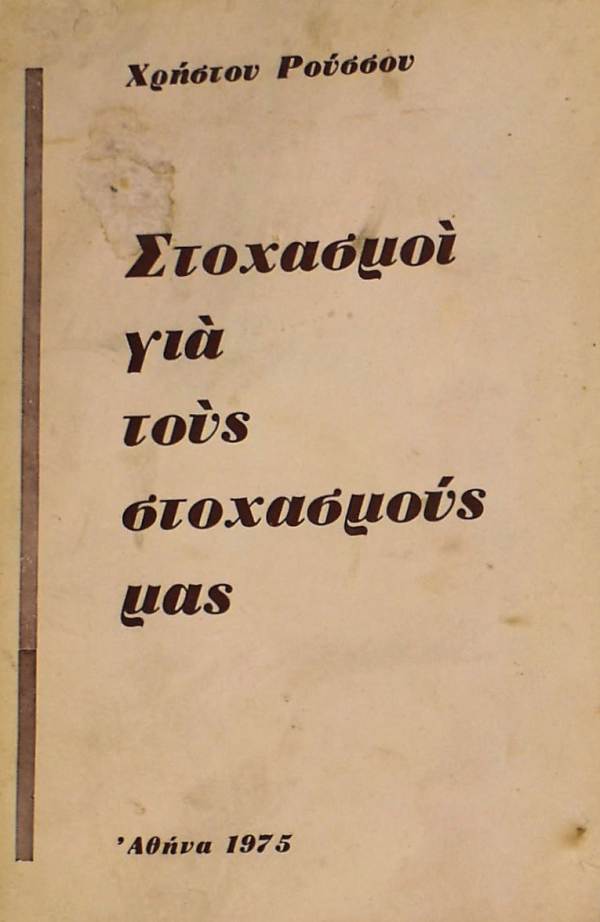 Χρήστου Ρούσσου
Στοχασμοὶ
γιὰ
τοὺς
στοχασμούς
μας
Ἀθήνα 1975